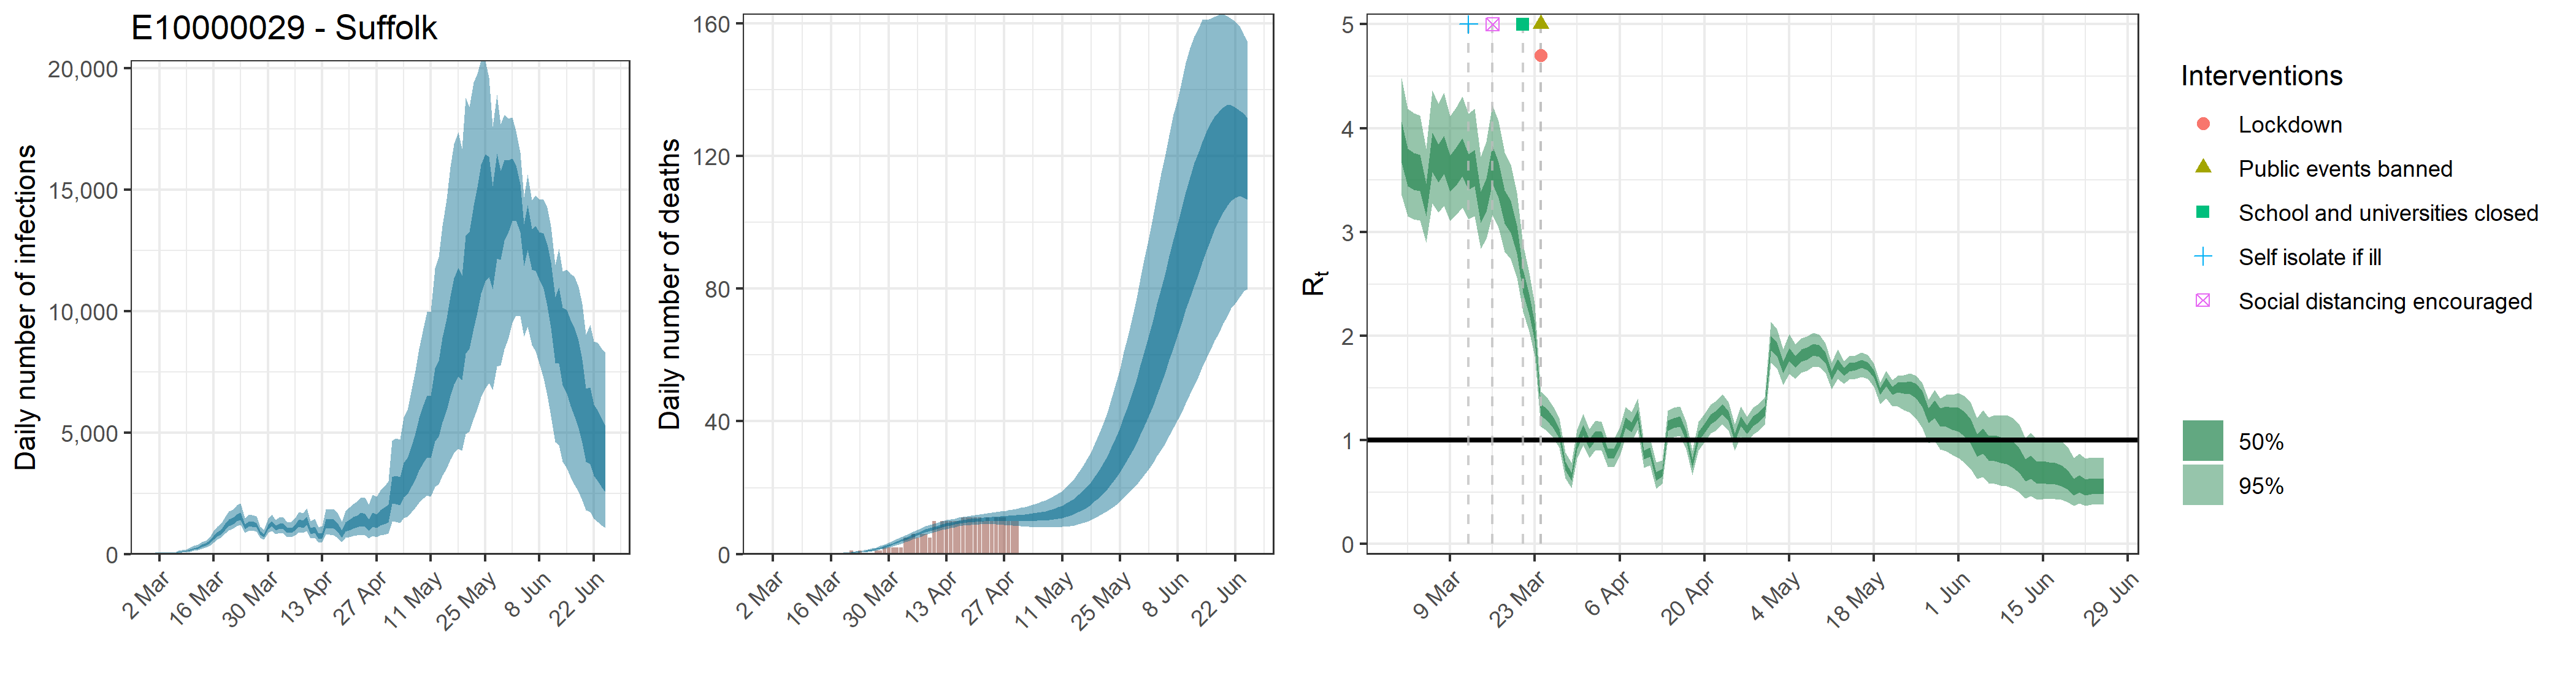 E10000029 - Suffolk
Daily number of infections
20,000
15,000
10,000
5,000
0
2 Mar
16 Mar
30 Mar
13 Apr
27 Apr
11 May
25 May
8 Jun
22 Jun
Daily number of deaths
160
120
80
40
0
2 Mar
16 Mar
30 Mar
13 Apr
27 Apr
11 May
25 May
8 Jun
22 Jun
Rt
5
4
3
2
1
0
9 Mar
23 Mar
6 Apr
20 Apr
4 May
18 May
1 Jun
15 Jun
29 Jun
Interventions
Lockdown
Public events banned
School and universities closed
Self isolate if ill
Social distancing encouraged
50%
95%